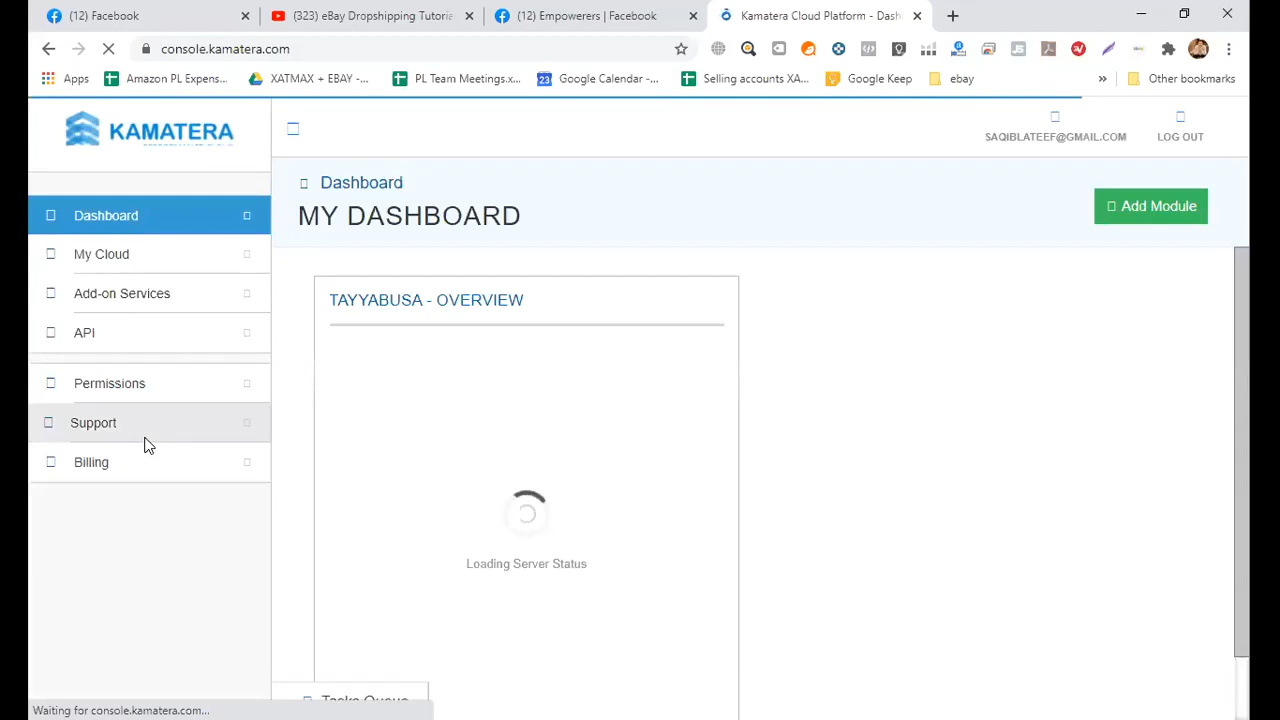 (12) Facebook
(323) eBay Dropshipping Tutoria
(12) Empowerers | Facebook
Kamatera Cloud Platform - Dash
console.kamatera.com
Apps
Amazon PL Expens...
XATMAX + EBAY -...
PL Team Meetings.x...
Google Calendar -...
Selling accounts XA...
Google Keep
ebay
»
Other bookmarks
KAMATERA
SAQIBLATEEF@GMAIL.COM
LOG OUT
Dashboard
MY DASHBOARD
Add Module
Dashboard
My Cloud
Add-on Services
API
Permissions
Support
Billing
TAYYABUSA - OVERVIEW
Loading Server Status
Tasks Queue
Waiting for console.kamatera.com...